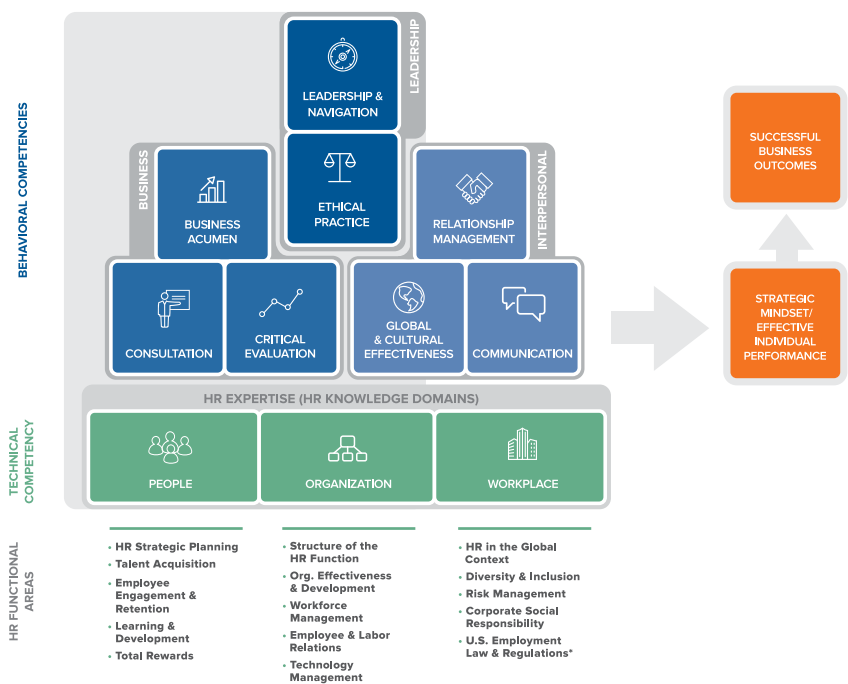 BEHAVIORAL COMPETENCIES
LEADERSHIP
LEADERSHIP &
NAVIGATION
ETHICAL
PRACTICE
BUSINESS
BUSINESS
ACUMEN
CONSULTATION
CRITICAL
EVALUATION
INTERPERSONAL
RELATIONSHIP
MANAGEMENT
GLOBAL
& CULTURAL
EFFECTIVENESS
COMMUNICATION
SUCCESSFUL
BUSINESS
OUTCOMES
STRATEGIC
MINDSET/
EFFECTIVE
INDIVIDUAL
PERFORMANCE
TECHNICAL
COMPETENCY
HR EXPERTISE (HR KNOWLEDGE DOMAINS)
PEOPLE
ORGANIZATION
WORKPLACE
HR FUNCTIONAL
AREAS
• HR Strategic Planning
• Talent Acquisition
• Employee
Engagement &
Retention
• Learning &
Development
• Total Rewards
• Structure of the
HR Function
• Org. Effectiveness
& Development
• Workforce
Management
• Employee & Labor
Relations
• Technology
Management
• HR in the Global
Context
• Diversity & Inclusion
• Risk Management
• Corporate Social
Responsibility
• U.S. Employment
Law & Regulations*